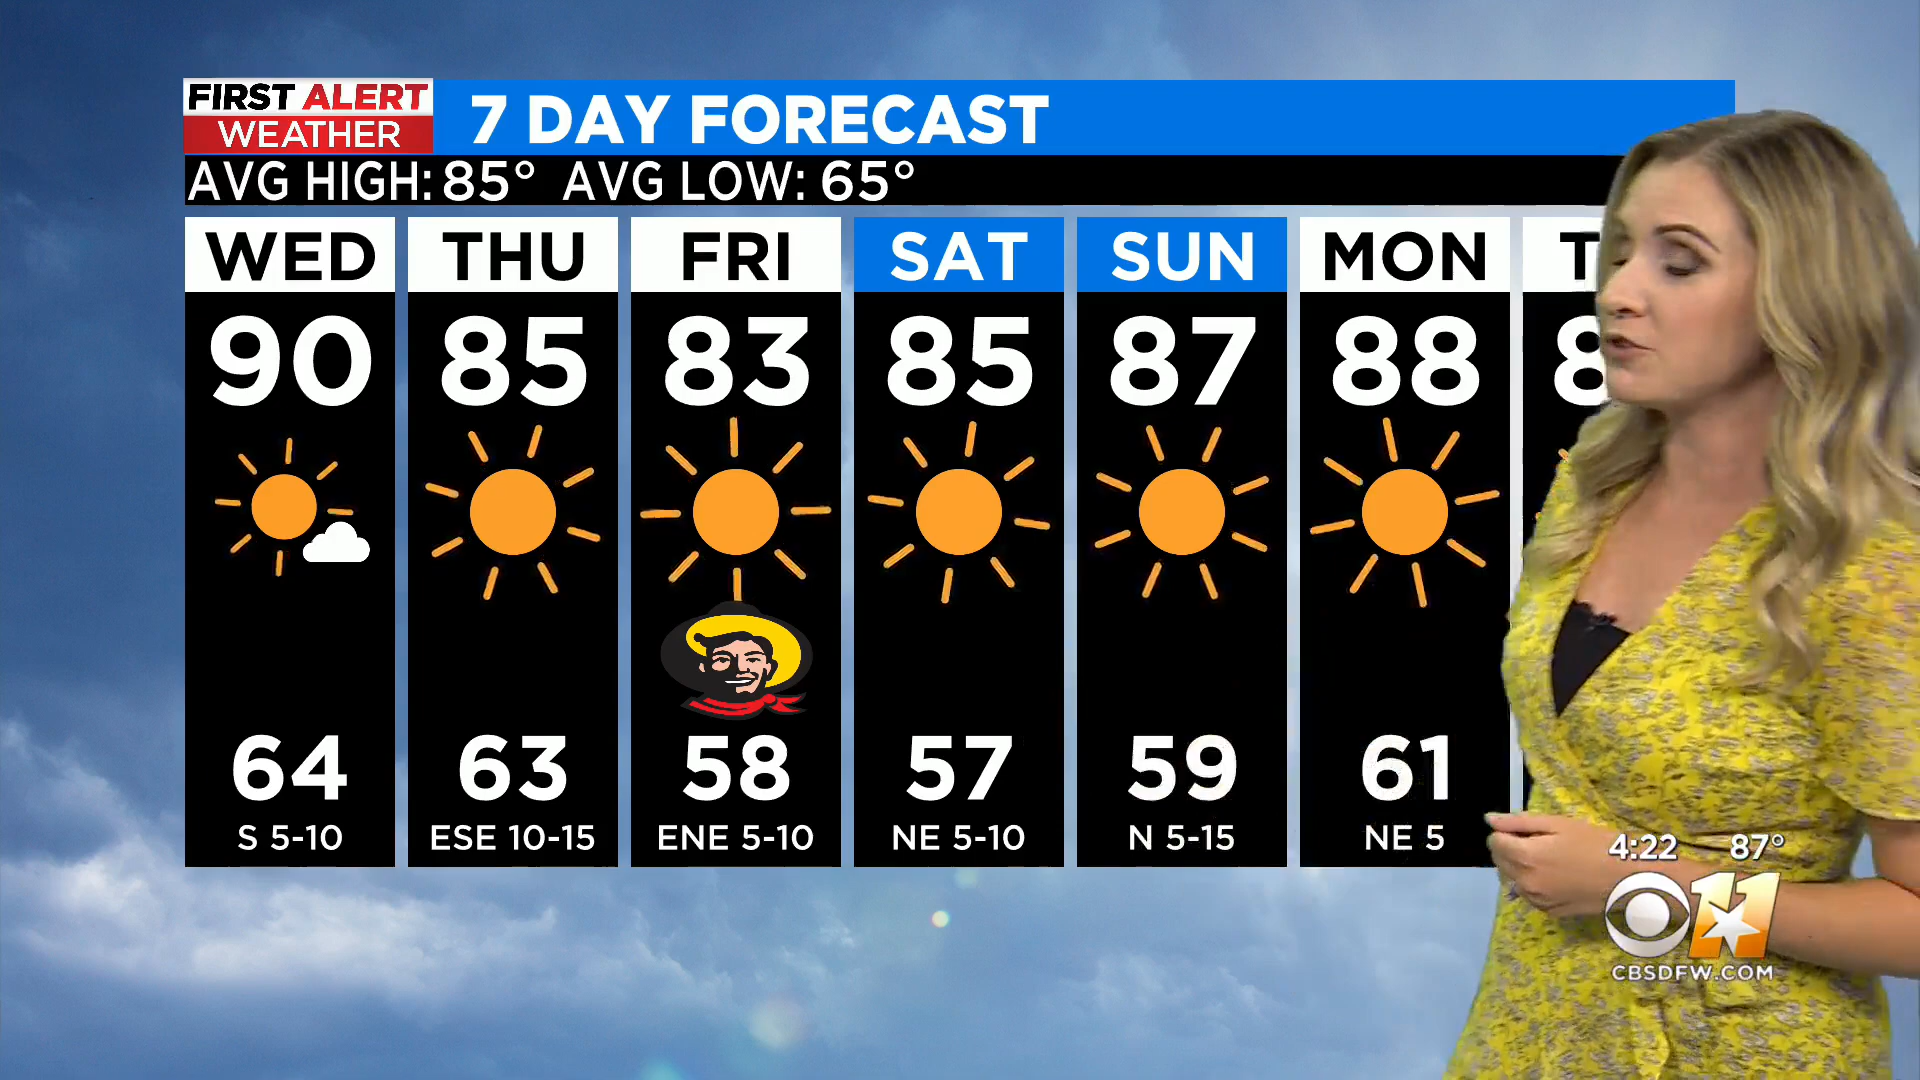 FIRST ALERT
WEATHER
7 DAY FORECAST
AVG HIGH: 85° AVG LOW: 65°
WED THU FRI SAT SUN MON
90 85 83 85 87 88
64 63 58 57 59 61
S 5-10 ESE 10-15 ENE 5-10 NE 5-10 N 5-15 NE 5
4:22 87°
11
CBSDFW.COM